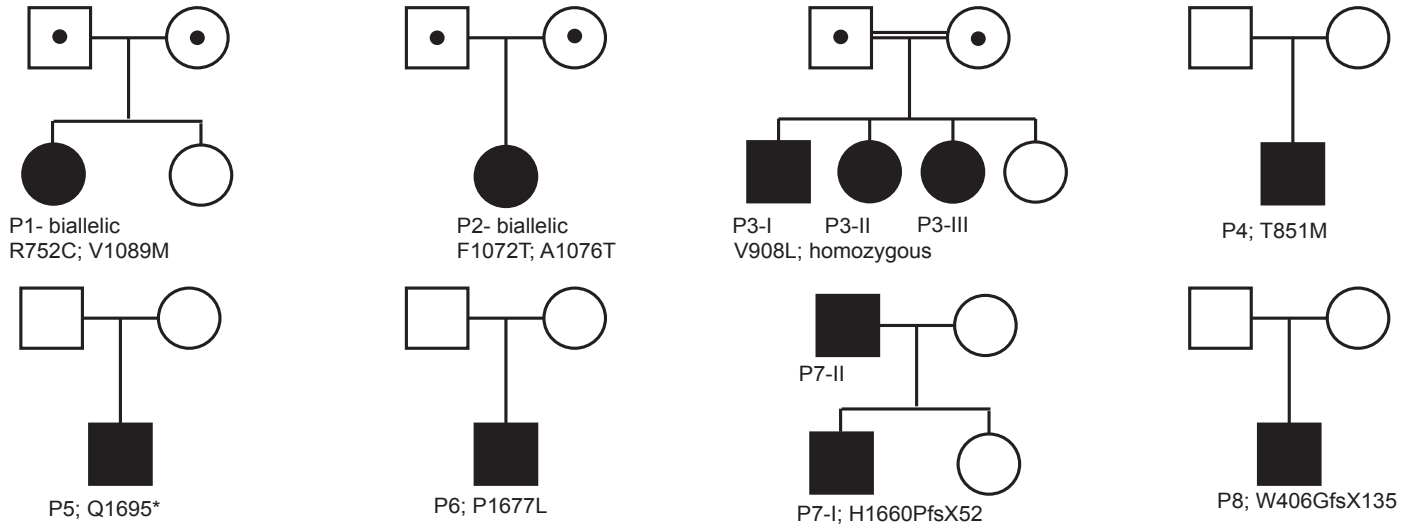 P1- biallelic
R752C; V1089M
P2- biallelic
F1072T; A1076T
P3-I
P3-II
P3-III
V908L; homozygous
P4; T851M
P5; Q1695*
P6; P1677L
P7-II
P7-I; H1660PfsX52
P8; W406GfsX135